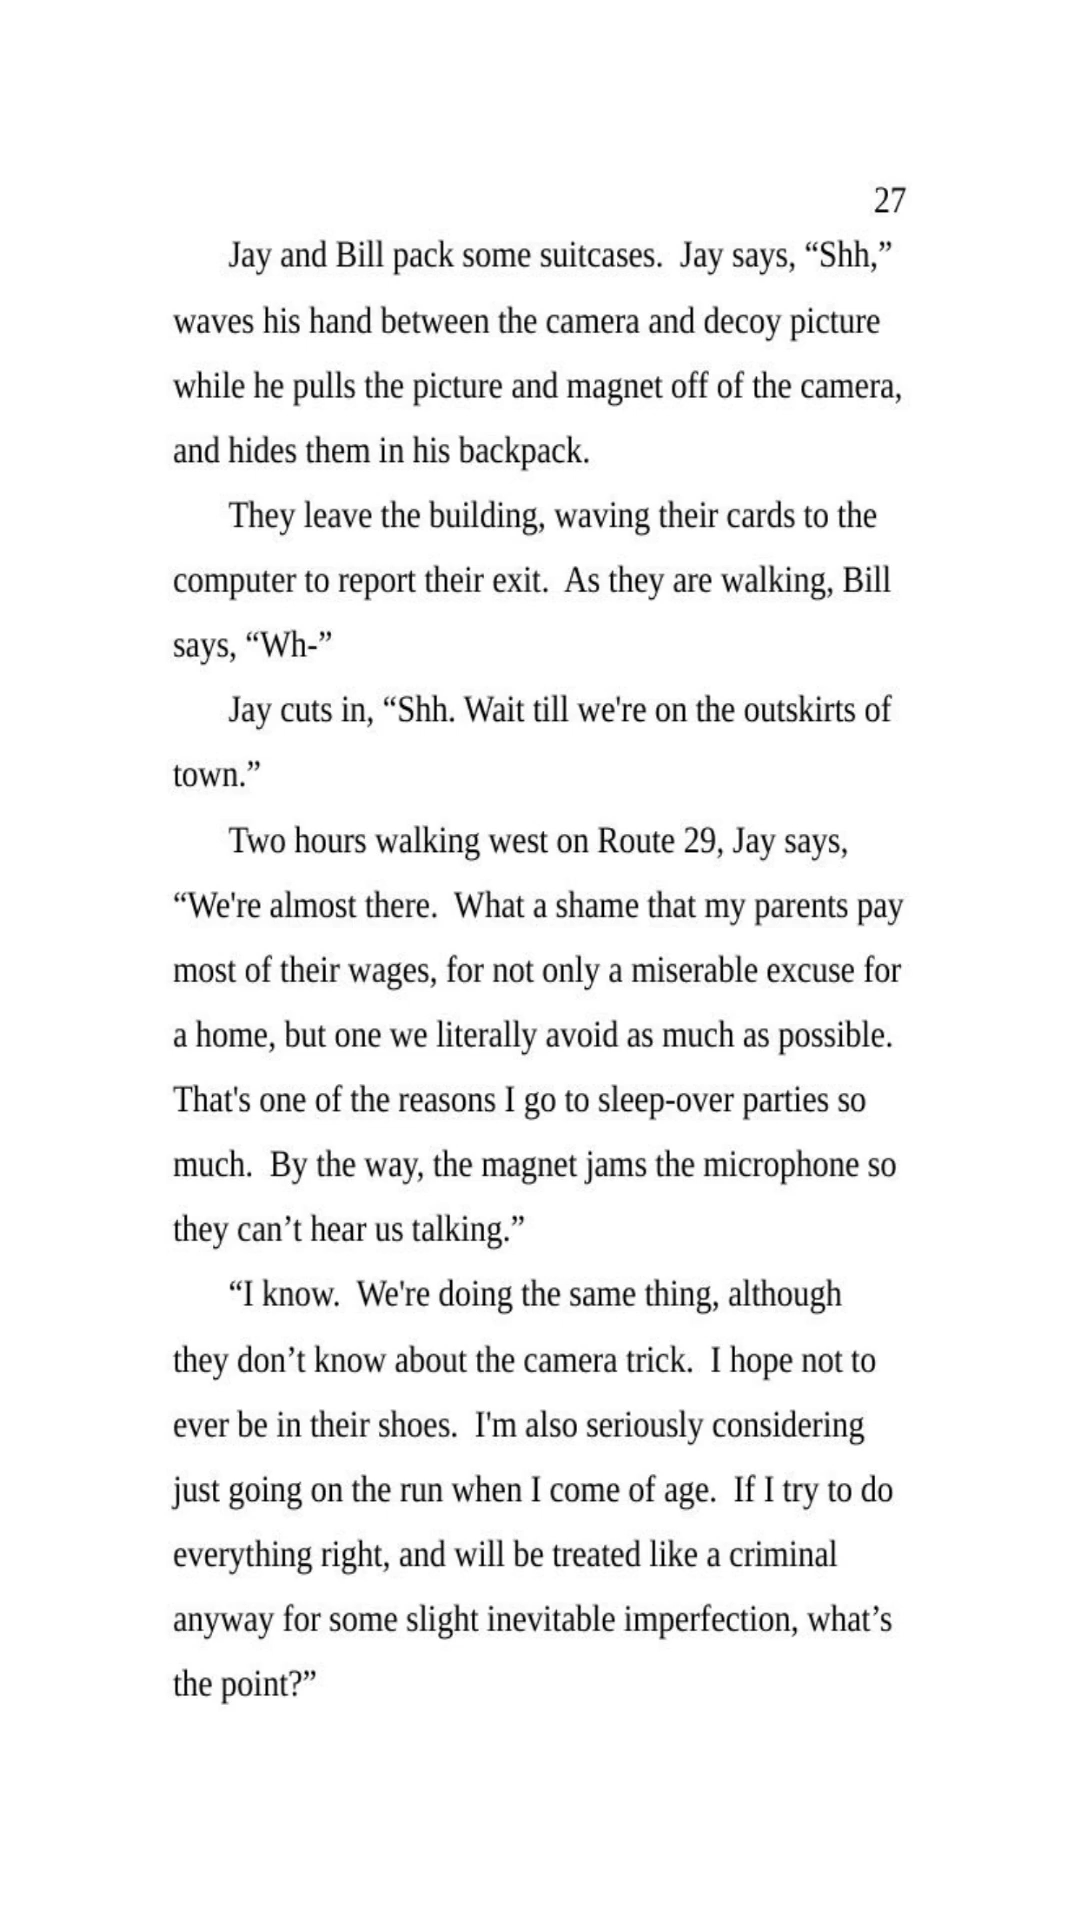 27
Jay and Bill pack some suitcases.  Jay says, “Shh,”
waves his hand between the camera and decoy picture
while he pulls the picture and magnet off of the camera,
and hides them in his backpack.
They leave the building, waving their cards to the
computer to report their exit.  As they are walking, Bill
says, “Wh-”
Jay cuts in, “Shh. Wait till we're on the outskirts of
town.”
Two hours walking west on Route 29, Jay says,
“We're almost there.  What a shame that my parents pay
most of their wages, for not only a miserable excuse for
a home, but one we literally avoid as much as possible.
That's one of the reasons I go to sleep-over parties so
much.  By the way, the magnet jams the microphone so
they can’t hear us talking.”
“I know.  We're doing the same thing, although
they don’t know about the camera trick.  I hope not to
ever be in their shoes.  I'm also seriously considering
just going on the run when I come of age.  If I try to do
everything right, and will be treated like a criminal
anyway for some slight inevitable imperfection, what’s
the point?”